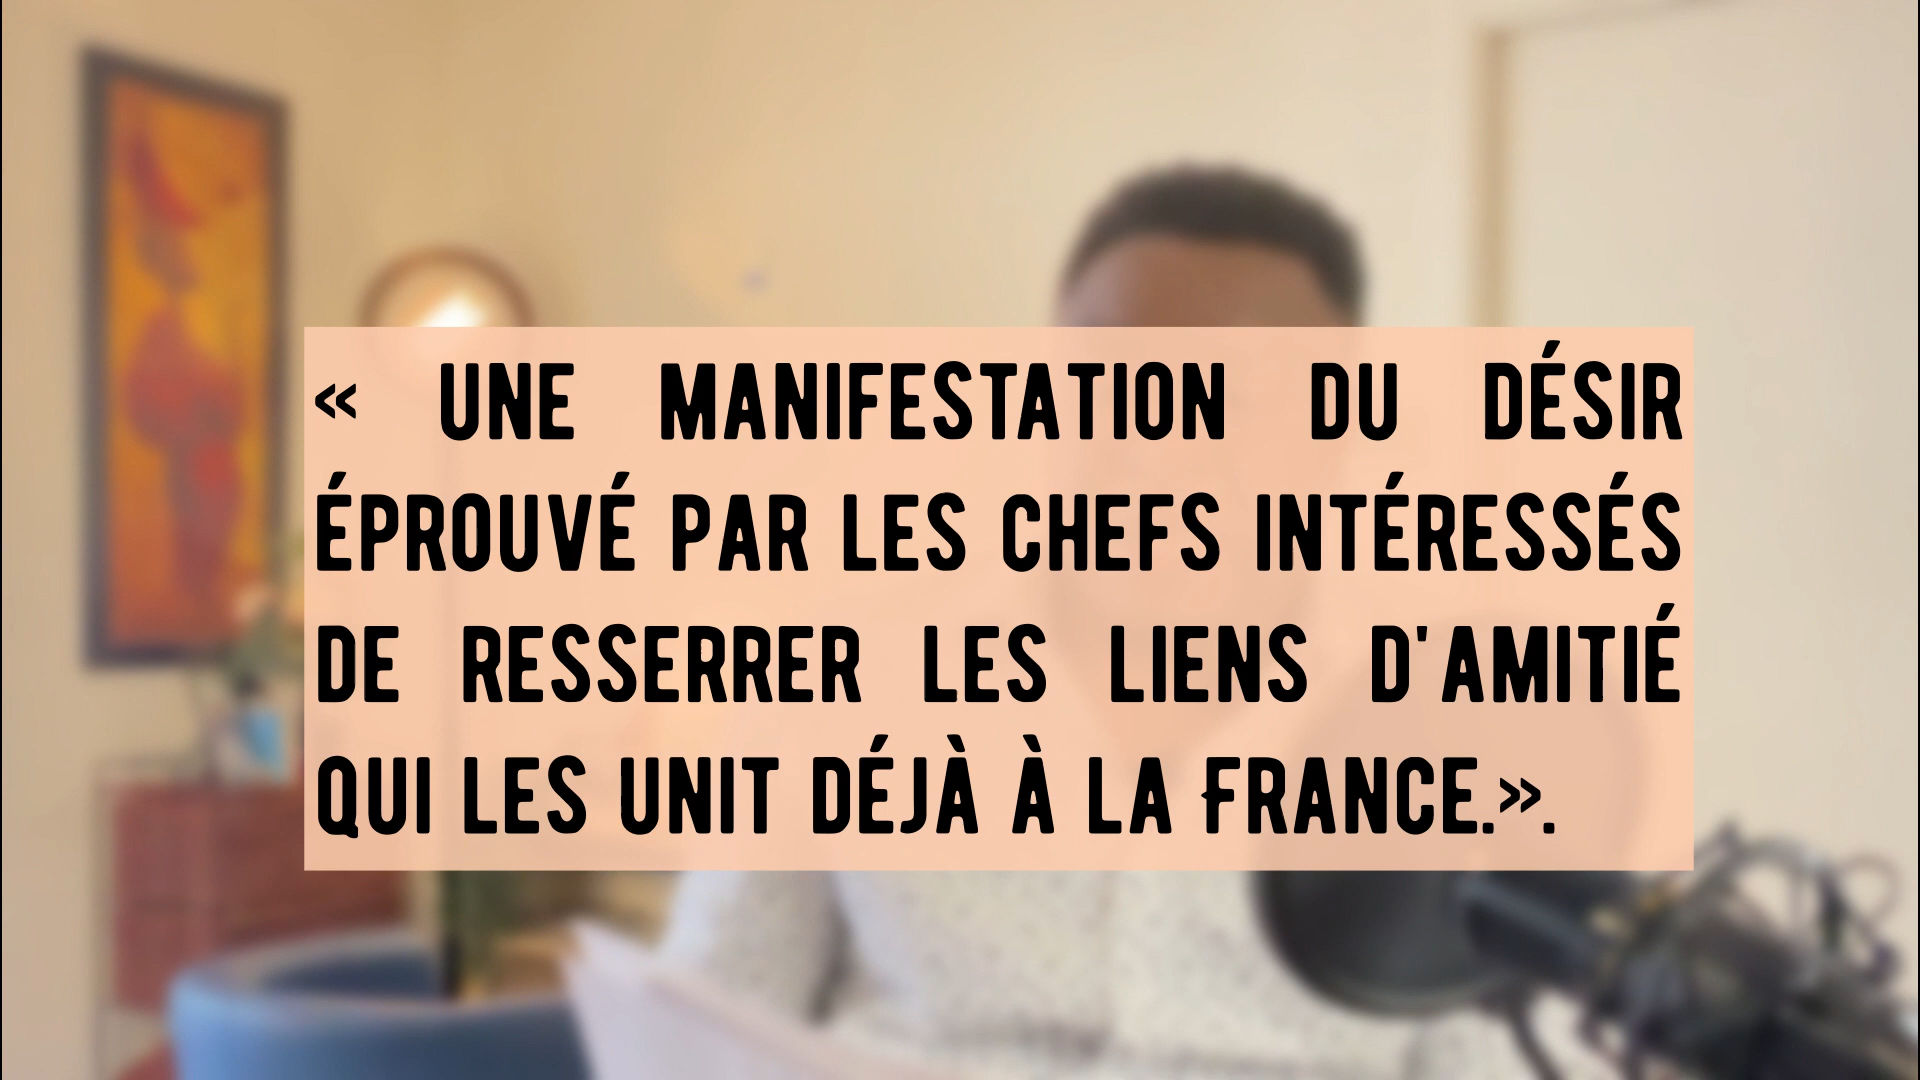 « UNE MANIFESTATION DU DÉSIR
ÉPROUVÉ PAR LES CHEFS INTÉRESSÉS
DE RESSERRER LES LIENS D'AMITIÉ
QUI LES UNIT DÉJÀ À LA FRANCE.».